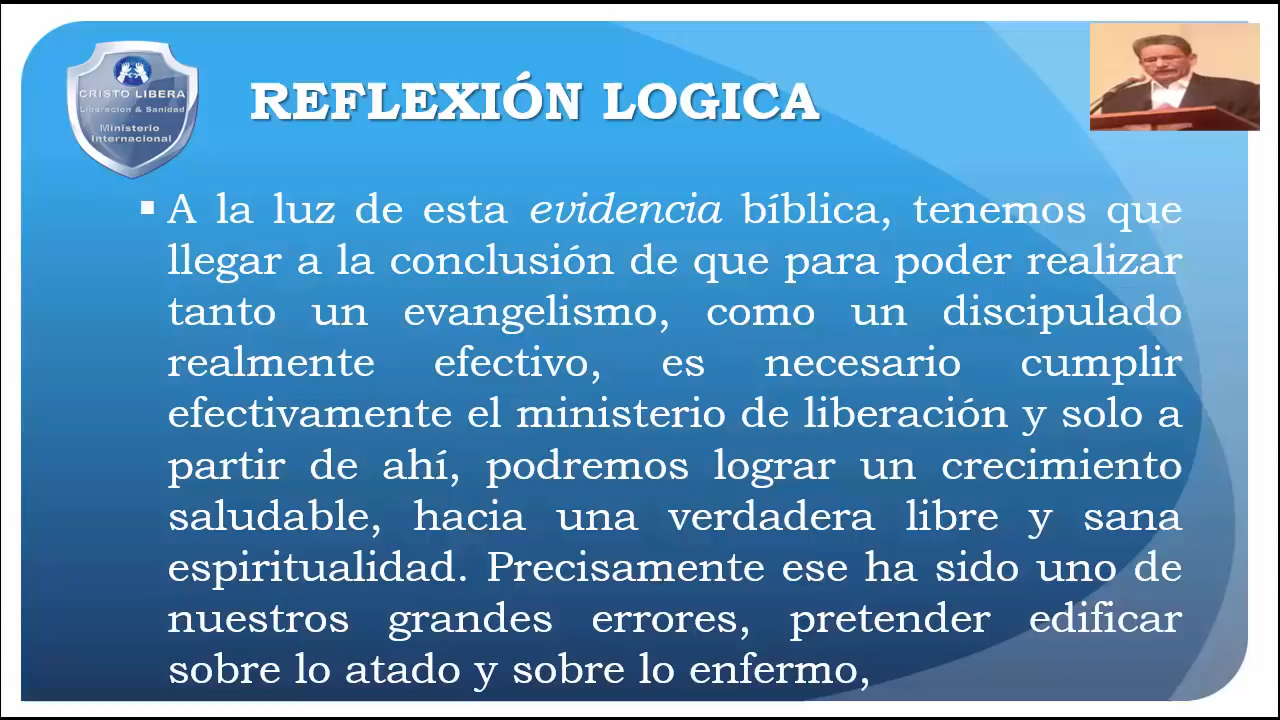 CRISTO LIBERA
Liberación & Sanidad
Ministerio
Internacional
REFLEXIÓN LOGICA
A la luz de esta evidencia bíblica, tenemos que
llegar a la conclusión de que para poder realizar
tanto un evangelismo, como un discipulado
realmente efectivo, es necesario cumplir
efectivamente el ministerio de liberación y solo a
partir de ahí, podremos lograr un crecimiento
saludable, hacia una verdadera libre y sana
espiritualidad. Precisamente ese ha sido uno de
nuestros grandes errores, pretender edificar
sobre lo atado y sobre lo enfermo,